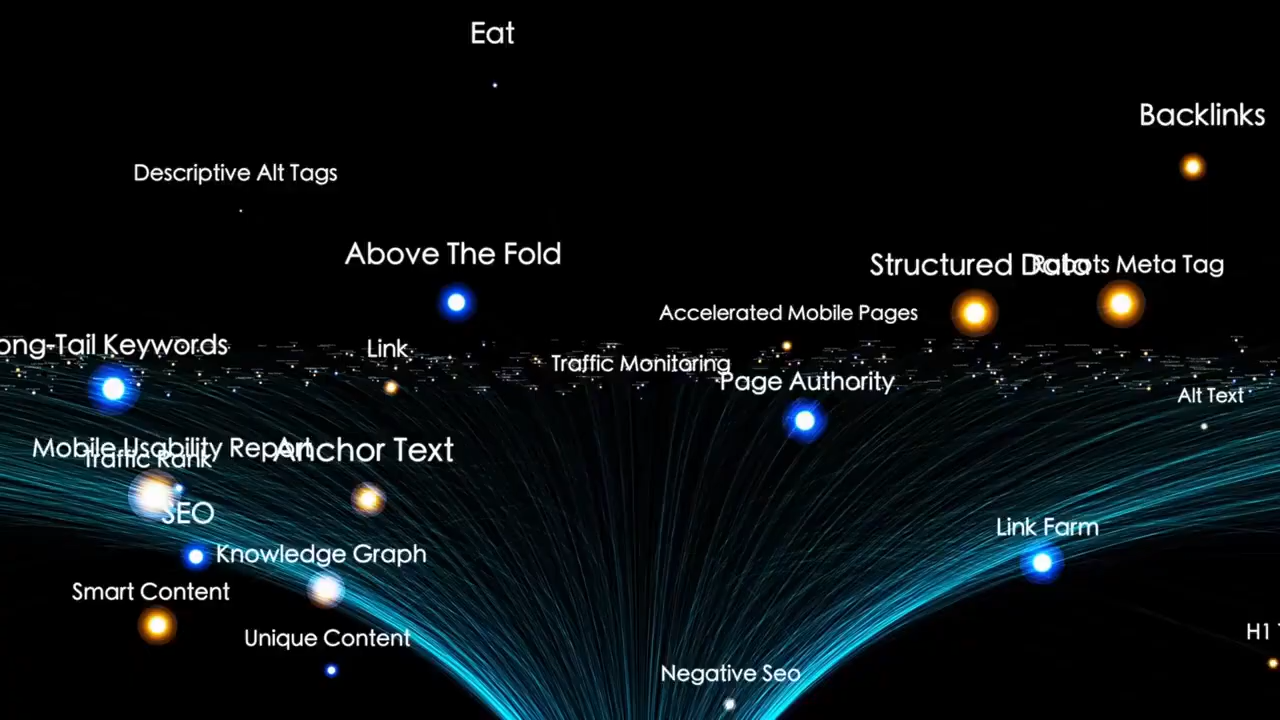 Eat
Backlinks
Descriptive Alt Tags
Above The Fold
Structured Data
Robots Meta Tag
Accelerated Mobile Pages
ong-Tail Keywords
Link
Traffic Monitoring
Page Authority
Alt Text
Mobile Usability Report
Anchor Text
Traffic Rank
SEO
Link Farm
Knowledge Graph
Smart Content
Unique Content
H1
Negative Seo